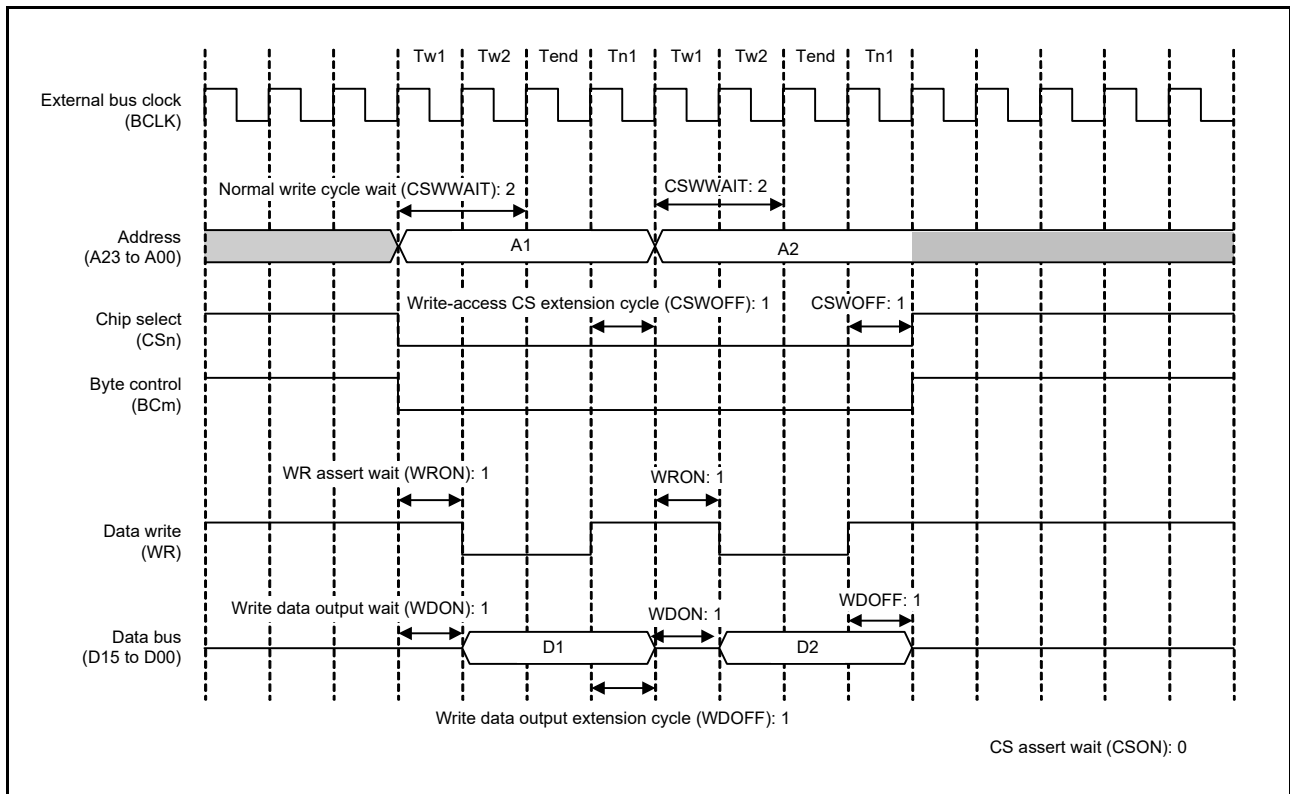 Tw1 Tw2 Tend Tn1 Tw1 Tw2 Tend Tn1
External bus clock
(BCLK)
Normal write cycle wait (CSWWAIT): 2
CSWWAIT: 2
Address
(A23 to A00)
A1
A2
Write-access CS extension cycle (CSWOFF): 1
CSWOFF: 1
Chip select
(CSn)
Byte control
(BCm)
WR assert wait (WRON): 1
WRON: 1
Data write
(WR)
Write data output wait (WDON): 1
WDON: 1
WDOFF: 1
Data bus
(D15 to D00)
D1
D2
Write data output extension cycle (WDOFF): 1
CS assert wait (CSON): 0